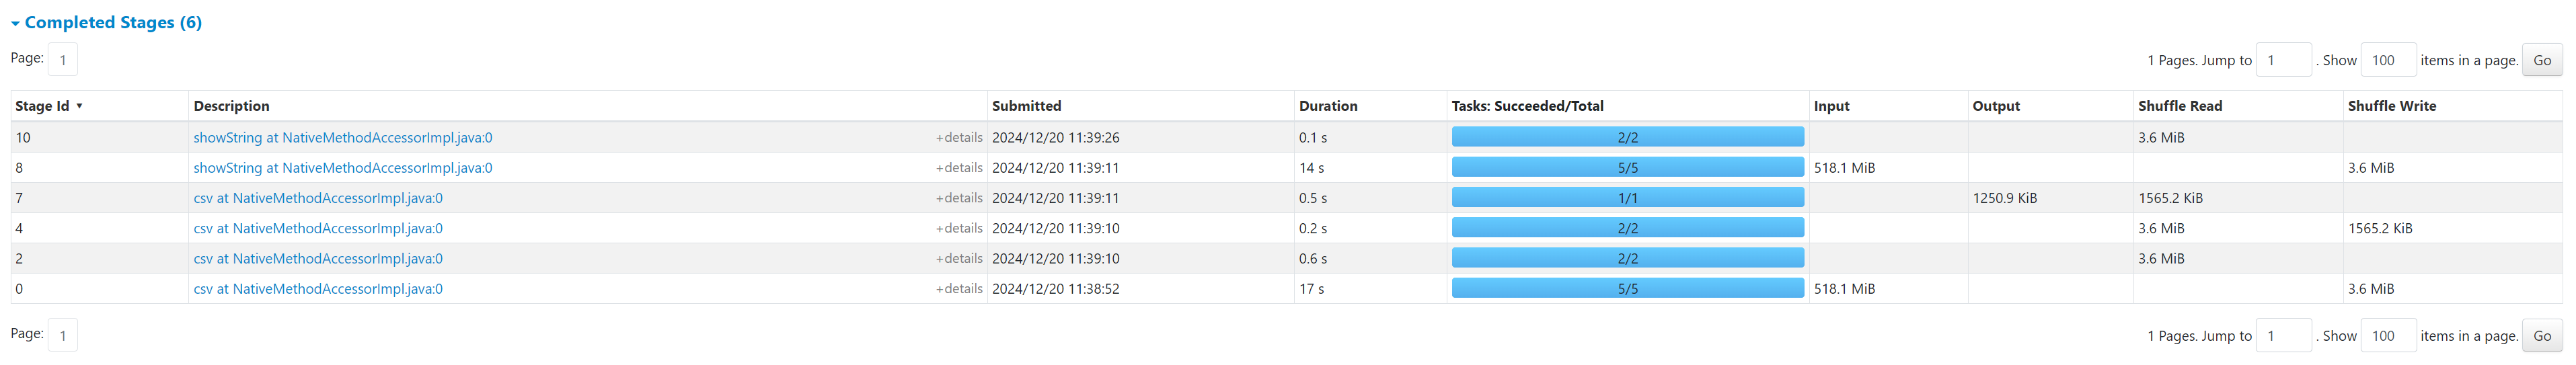 Completed Stages (6)
Page: 1 1 Pages. Jump to 1 . Show 100 items in a page. Go
Stage Id ▼ Description Submitted Duration Tasks: Succeeded/Total Input Output Shuffle Read Shuffle Write
10 showString at NativeMethodAccessorImpl.java:0 +details 2024/12/20 11:39:26 0.1 s 2/2 3.6 MiB
8 showString at NativeMethodAccessorImpl.java:0 +details 2024/12/20 11:39:11 14 s 5/5 518.1 MiB 3.6 MiB
7 csv at NativeMethodAccessorImpl.java:0 +details 2024/12/20 11:39:11 0.5 s 1/1 1250.9 KiB 1565.2 KiB
4 csv at NativeMethodAccessorImpl.java:0 +details 2024/12/20 11:39:10 0.2 s 2/2 3.6 MiB 1565.2 KiB
2 csv at NativeMethodAccessorImpl.java:0 +details 2024/12/20 11:39:10 0.6 s 2/2 3.6 MiB
0 csv at NativeMethodAccessorImpl.java:0 +details 2024/12/20 11:38:52 17 s 5/5 518.1 MiB 3.6 MiB
Page: 1 1 Pages. Jump to 1 . Show 100 items in a page. Go